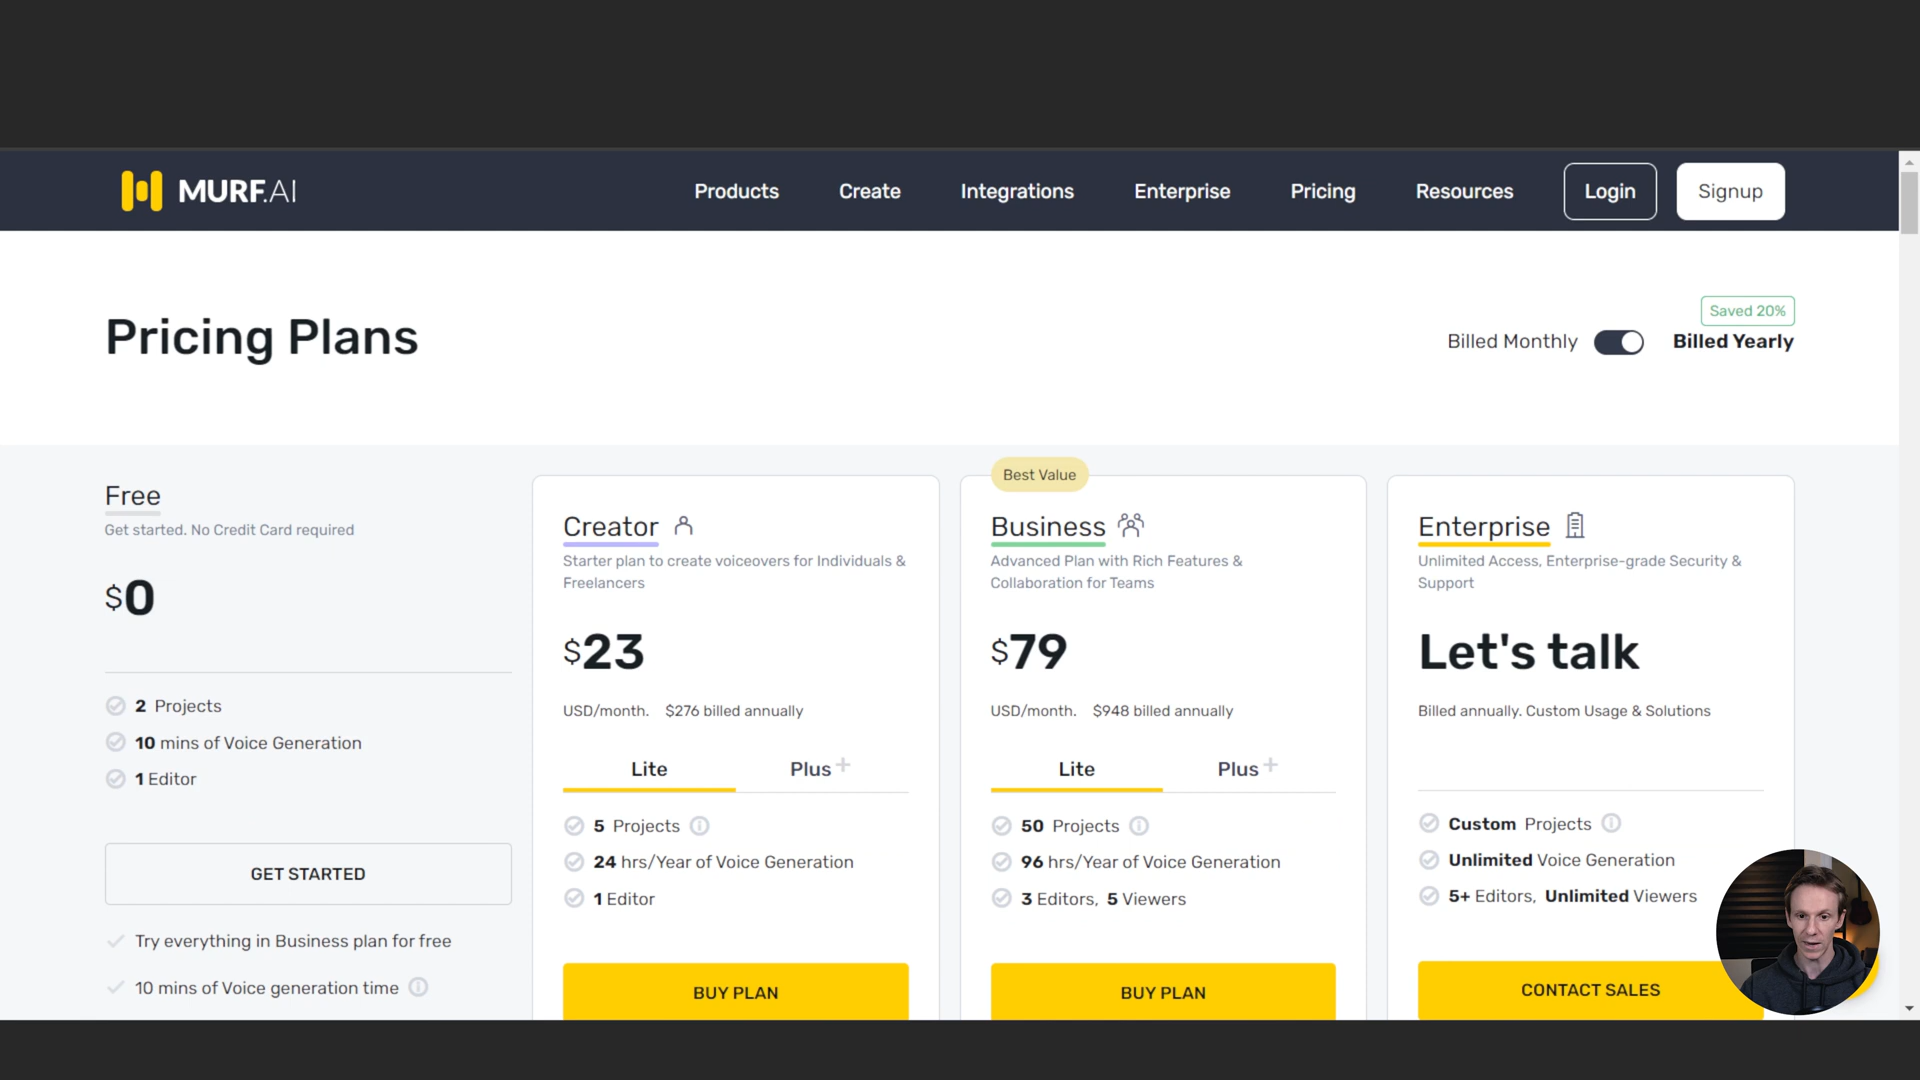 MURF.AI
Products
Create
Integrations
Enterprise
Pricing
Resources
Login
Signup
Pricing Plans
Saved 20%
Billed Monthly
Billed Yearly
Free
Get started. No Credit Card required
$0
2 Projects
10 mins of Voice Generation
1 Editor
GET STARTED
Try everything in Business plan for free
10 mins of Voice generation time
Creator
Starter plan to create voiceovers for Individuals &
Freelancers
$23
USD/month. $276 billed annually
Lite
Plus+
5 Projects
24 hrs/Year of Voice Generation
1 Editor
BUY PLAN
Best Value
Business
Advanced Plan with Rich Features &
Collaboration for Teams
$79
USD/month. $948 billed annually
Lite
Plus+
50 Projects
96 hrs/Year of Voice Generation
3 Editors, 5 Viewers
BUY PLAN
Enterprise
Unlimited Access, Enterprise-grade Security &
Support
Let's talk
Billed annually. Custom Usage & Solutions
Custom Projects
Unlimited Voice Generation
5+ Editors, Unlimited Viewers
CONTACT SALES